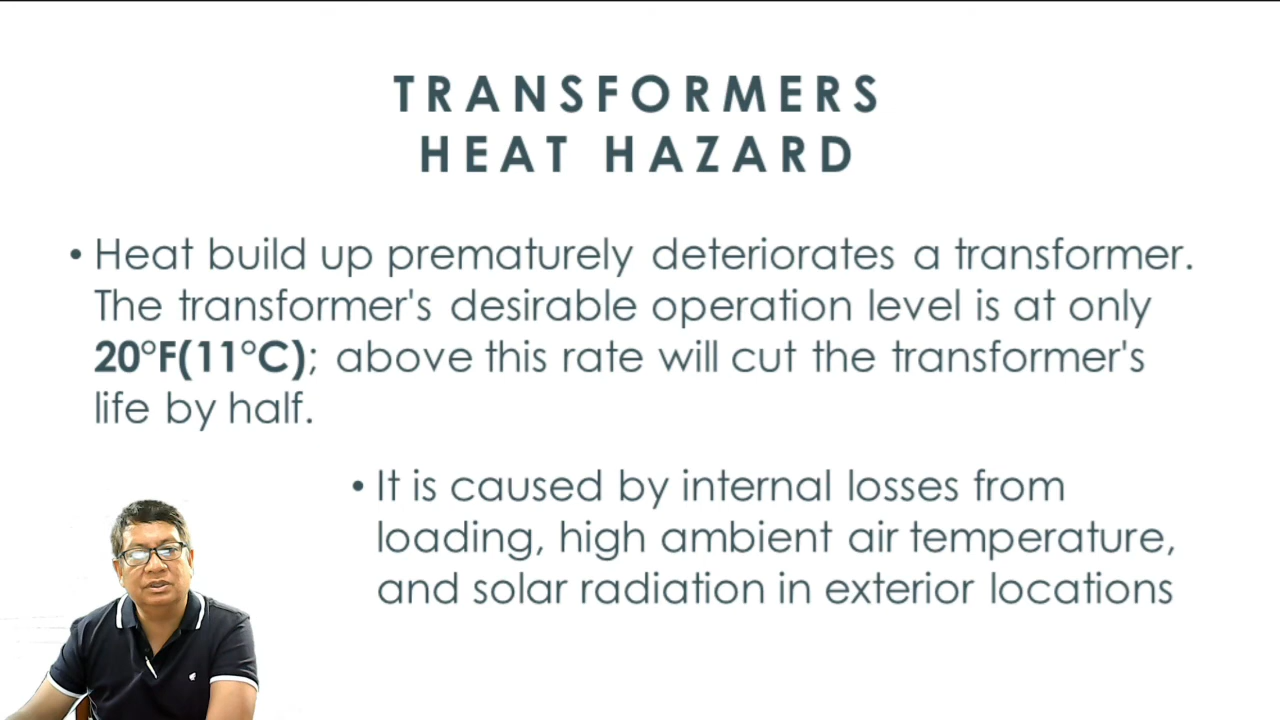 TRANSFORMERS
HEAT HAZARD
• Heat build up prematurely deteriorates a transformer.
The transformer's desirable operation level is at only
20°F(11°C); above this rate will cut the transformer's
life by half.
• It is caused by internal losses from
loading, high ambient air temperature,
and solar radiation in exterior locations